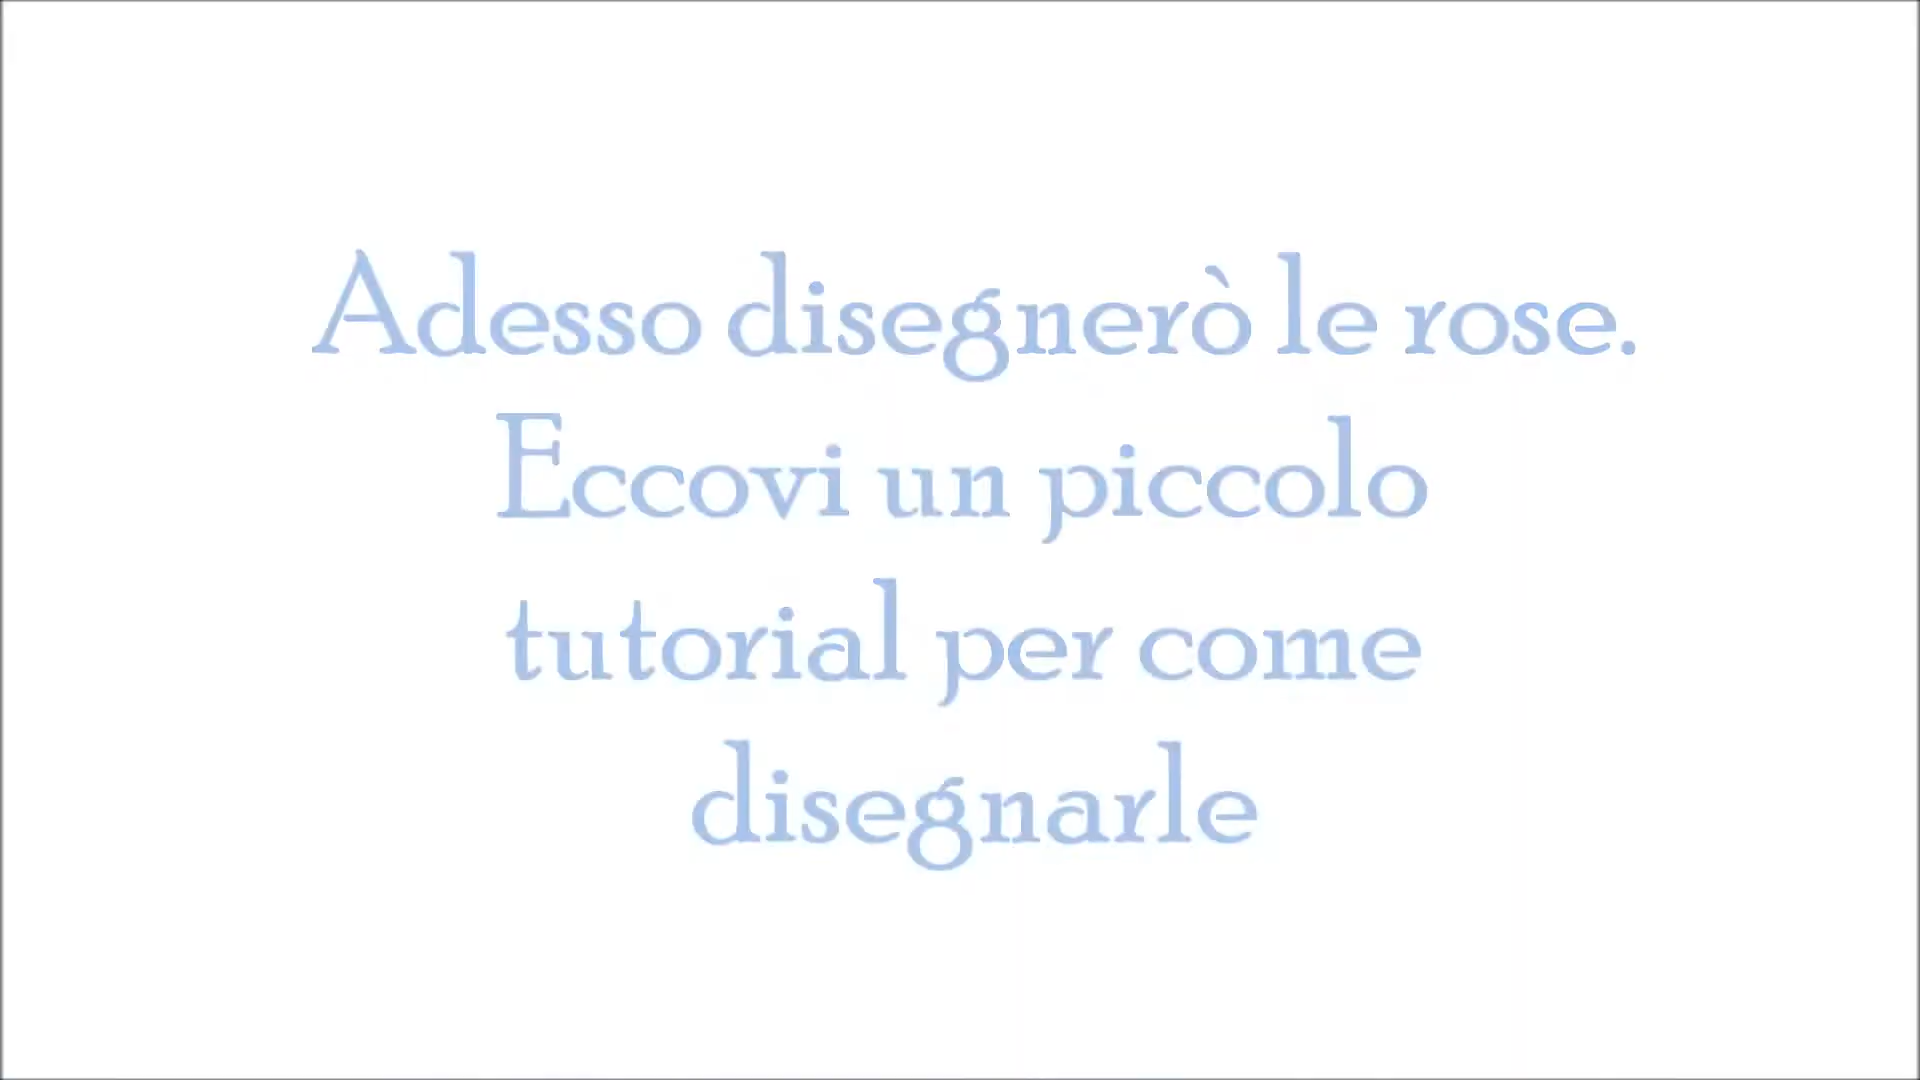 Adesso disegnerò le rose.
Eccovi un piccolo
tutorial per come
disegnarle